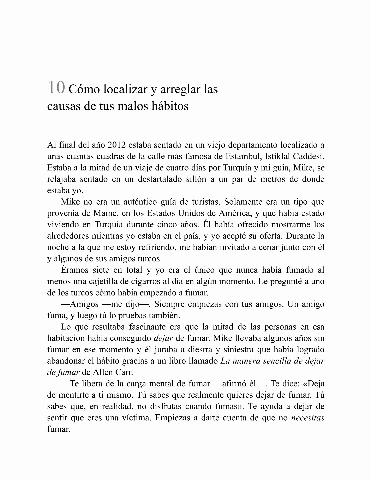 10 Cómo localizar y arreglar las
causas de tus malos hábitos
Al final del año 2012 estaba sentado en un viejo departamento localizado a
unas cuantas cuadras de la calle más famosa de Estambul, Istiklal Caddesi.
Estaba a la mitad de un viaje de cuatro días por Turquía y mi guía, Mike, se
relajaba sentado en un destartalado sillón a un par de metros de donde
estaba yo.
Mike no era un auténtico guía de turistas. Solamente era un tipo que
provenía de Maine, en los Estados Unidos de América, y que había estado
viviendo en Turquía durante cinco años. Él había ofrecido mostrarme los
alrededores mientras yo estaba en el país, y yo acepté su oferta. Durante la
noche a la que me estoy refiriendo, me habían invitado a cenar junto con él
y algunos de sus amigos turcos.
Éramos siete en total y yo era el único que nunca había fumado al
menos una cajetilla de cigarros al día en algún momento. Le pregunté a uno
de los turcos cómo había empezado a fumar.
—Amigos —me dijo—. Siempre empiezas con tus amigos. Un amigo
fuma, y luego tú lo pruebas también.
Lo que resultaba fascinante era que la mitad de las personas en esa
habitación había conseguido dejar de fumar. Mike llevaba algunos años sin
fumar en ese momento y él juraba a diestra y siniestra que había logrado
abandonar el hábito gracias a un libro llamado La manera sencilla de dejar
de fumar de Allen Carr.
—Te libera de la carga mental de fumar —afirmó él—. Te dice: «Deja
de mentirte a ti mismo. Tú sabes que realmente quieres dejar de fumar. Tú
sabes que, en realidad, no disfrutas cuando fumas». Te ayuda a dejar de
sentir que eres una víctima. Empiezas a darte cuenta de que no necesitas
fumar.